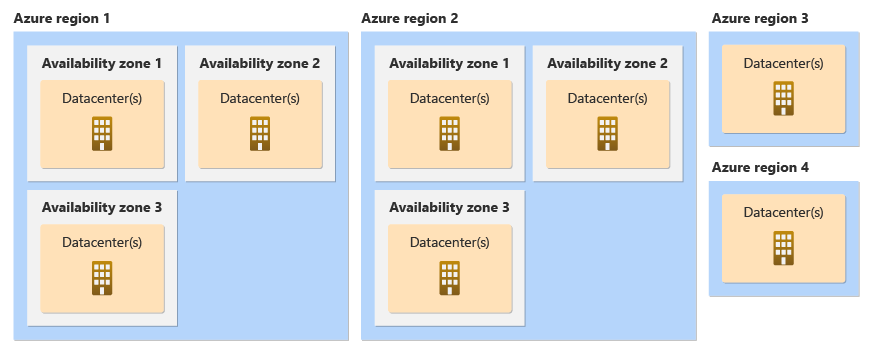 Azure region 1
Availability zone 1
Datacenter(s)
Availability zone 2
Datacenter(s)
Availability zone 3
Datacenter(s)
Azure region 2
Availability zone 1
Datacenter(s)
Availability zone 2
Datacenter(s)
Availability zone 3
Datacenter(s)
Azure region 3
Datacenter(s)
Azure region 4
Datacenter(s)